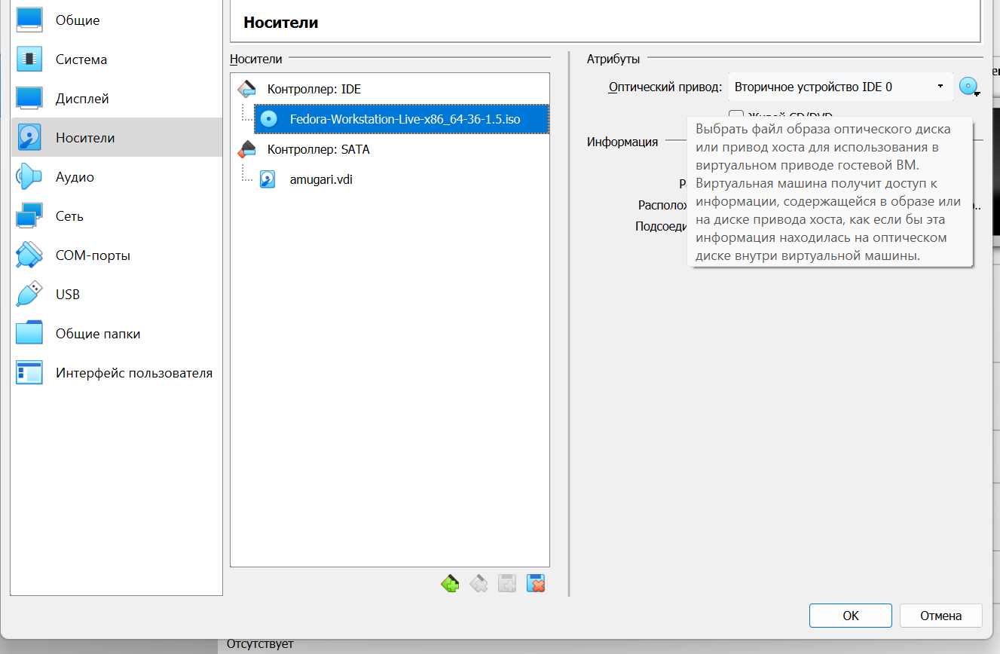 Общие
Система
Дисплей
Носители
Аудио
Сеть
COM-порты
USB
Общие папки
Интерфейс пользователя
Носители
Носители
Контроллер: IDE
Fedora-Workstation-Live-x86_64-36-1.5.iso
Контроллер: SATA
amugari.vdi
Атрибуты
Оптический привод: Вторичное устройство IDE 0
Живой CD/DVD
Информация
Располож
Подсоеди
Выбрать файл образа оптического диска
или привод хоста для использования в
виртуальном приводе гостевой ВМ.
Виртуальная машина получит доступ к
информации, содержащейся в образе или
на диске привода хоста, как если бы эта
информация находилась на оптическом
диске внутри виртуальной машины.
OK
Отмена
Отсутствует